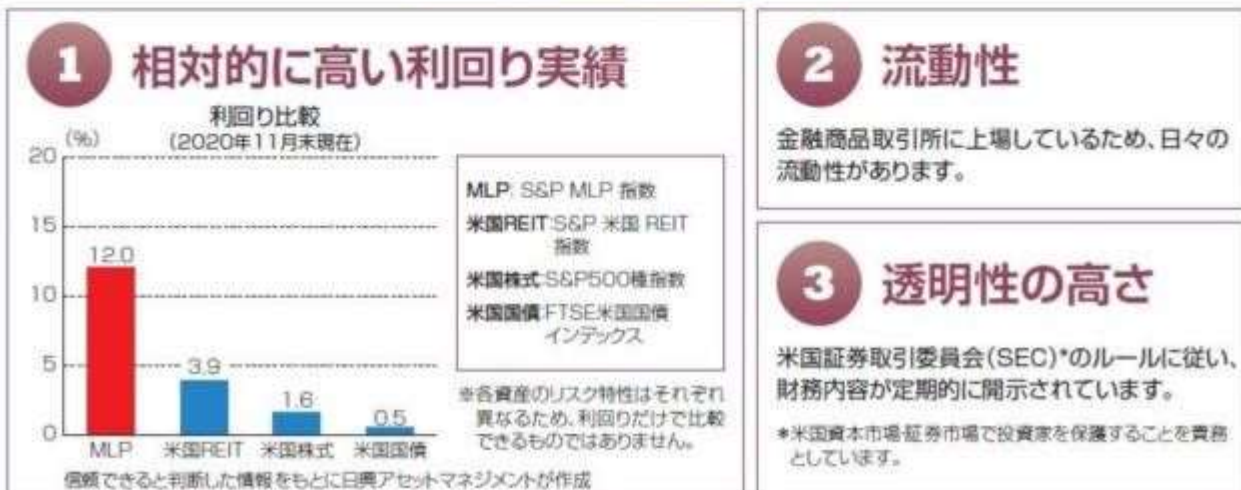 1 相対的に高い利回り実績
利回り比較
(%)
(2020年11月末現在)
20
15
10
5
0
12.0
3.9
1.6
0.5
MLP
米国REIT
米国株式
米国国債
MLP: S&P MLP 指数
米国REIT:S&P 米国 REIT
指数
米国株式:S&P500種指数
米国国債:FTSE米国国債
インデックス
※各資産のリスク特性はそれぞれ
異なるため、利回りだけで比較
できるものではありません。
信頼できると判断した情報をもとに日興アセットマネジメントが作成
2 流動性
金融商品取引所に上場しているため、日々の
流動性があります。
3 透明性の高さ
米国証券取引委員会(SEC)*のルールに従い、
財務内容が定期的に開示されています。
*米国資本市場・証券市場で投資家を保護することを責務
としています。